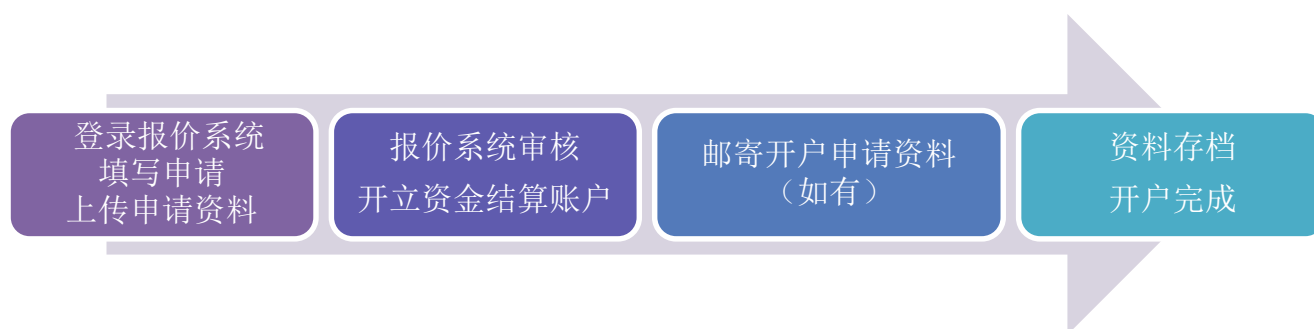 登录报价系统
填写申请
上传申请资料
报价系统审核
开立资金结算账户
邮寄开户申请资料
（如有）
资料存档
开户完成